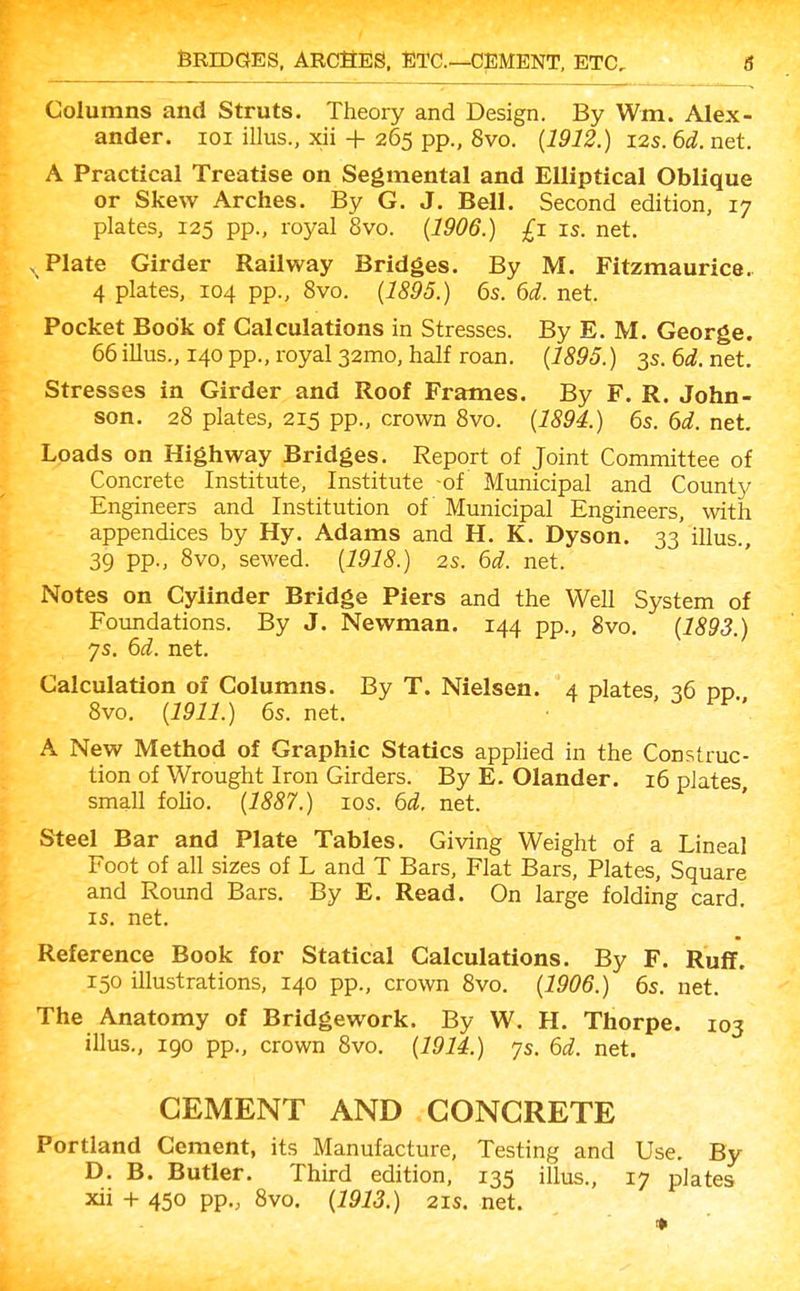 BRIDGES, ARCHES, ETC.—CEMENT, ETC. 5
Columns and Struts. Theory and Design. By Wm. Alex-
ander. 101 illus., xii + 265 pp., 8vo. (1912.) 12s. 6d. net.
A Practical Treatise on Segmental and Elliptical Oblique
or Skew Arches. By G. J. Bell. Second edition, 17
plates, 125 pp., royal 8vo. (1906.) £1 1s. net.
Plate Girder Railway Bridges. By M. Fitzmaurice.
4 plates, 104 pp., 8vo. (1895.) 6s. 6d. net.
Pocket Book of Calculations in Stresses. By E. M. George.
66 illus., 140 pp., royal 32mo, half roan. (1895.) 3s. 6d. net.
Stresses in Girder and Roof Frames. By F. R. John-
son. 28 plates, 215 pp., crown 8vo. (1894.) 6s. 6d. net.
Loads on Highway Bridges. Report of Joint Committee of
Concrete Institute, Institute of Municipal and County
Engineers and Institution of Municipal Engineers, with
appendices by Hy. Adams and H. K. Dyson. 33 illus.,
39 pp., 8vo, sewed. (1918.) 2s. 6d. net.
Notes on Cylinder Bridge Piers and the Well System of
Foundations. By J. Newman. 144 pp., 8vo. (1893.)
7s. 6d. net.
Calculation of Columns. By T. Nielsen. 4 plates, 36 pp.,
8vo. (1911.) 6s. net.
A New Method of Graphic Statics applied in the Construc-
tion of Wrought Iron Girders. By E. Olander. 16 plates,
small folio. (1887.) 10s. 6d. net.
Steel Bar and Plate Tables. Giving Weight of a Lineal
Foot of all sizes of L and T Bars, Flat Bars, Plates, Square
and Round Bars. By E. Read. On large folding card.
1s. net.
Reference Book for Statical Calculations. By F. Ruff.
150 illustrations, 140 pp., crown 8vo. (1906.) 6s. net.
The Anatomy of Bridgework. By W. H. Thorpe. 103
illus., 190 pp., crown 8vo. (1914.) 7s. 6d. net.
CEMENT AND CONCRETE
Portland Cement, its Manufacture, Testing and Use. By
D. B. Butler. Third edition, 135 illus., 17 plates
xii + 450 pp., 8vo. (1913.) 21s. net.